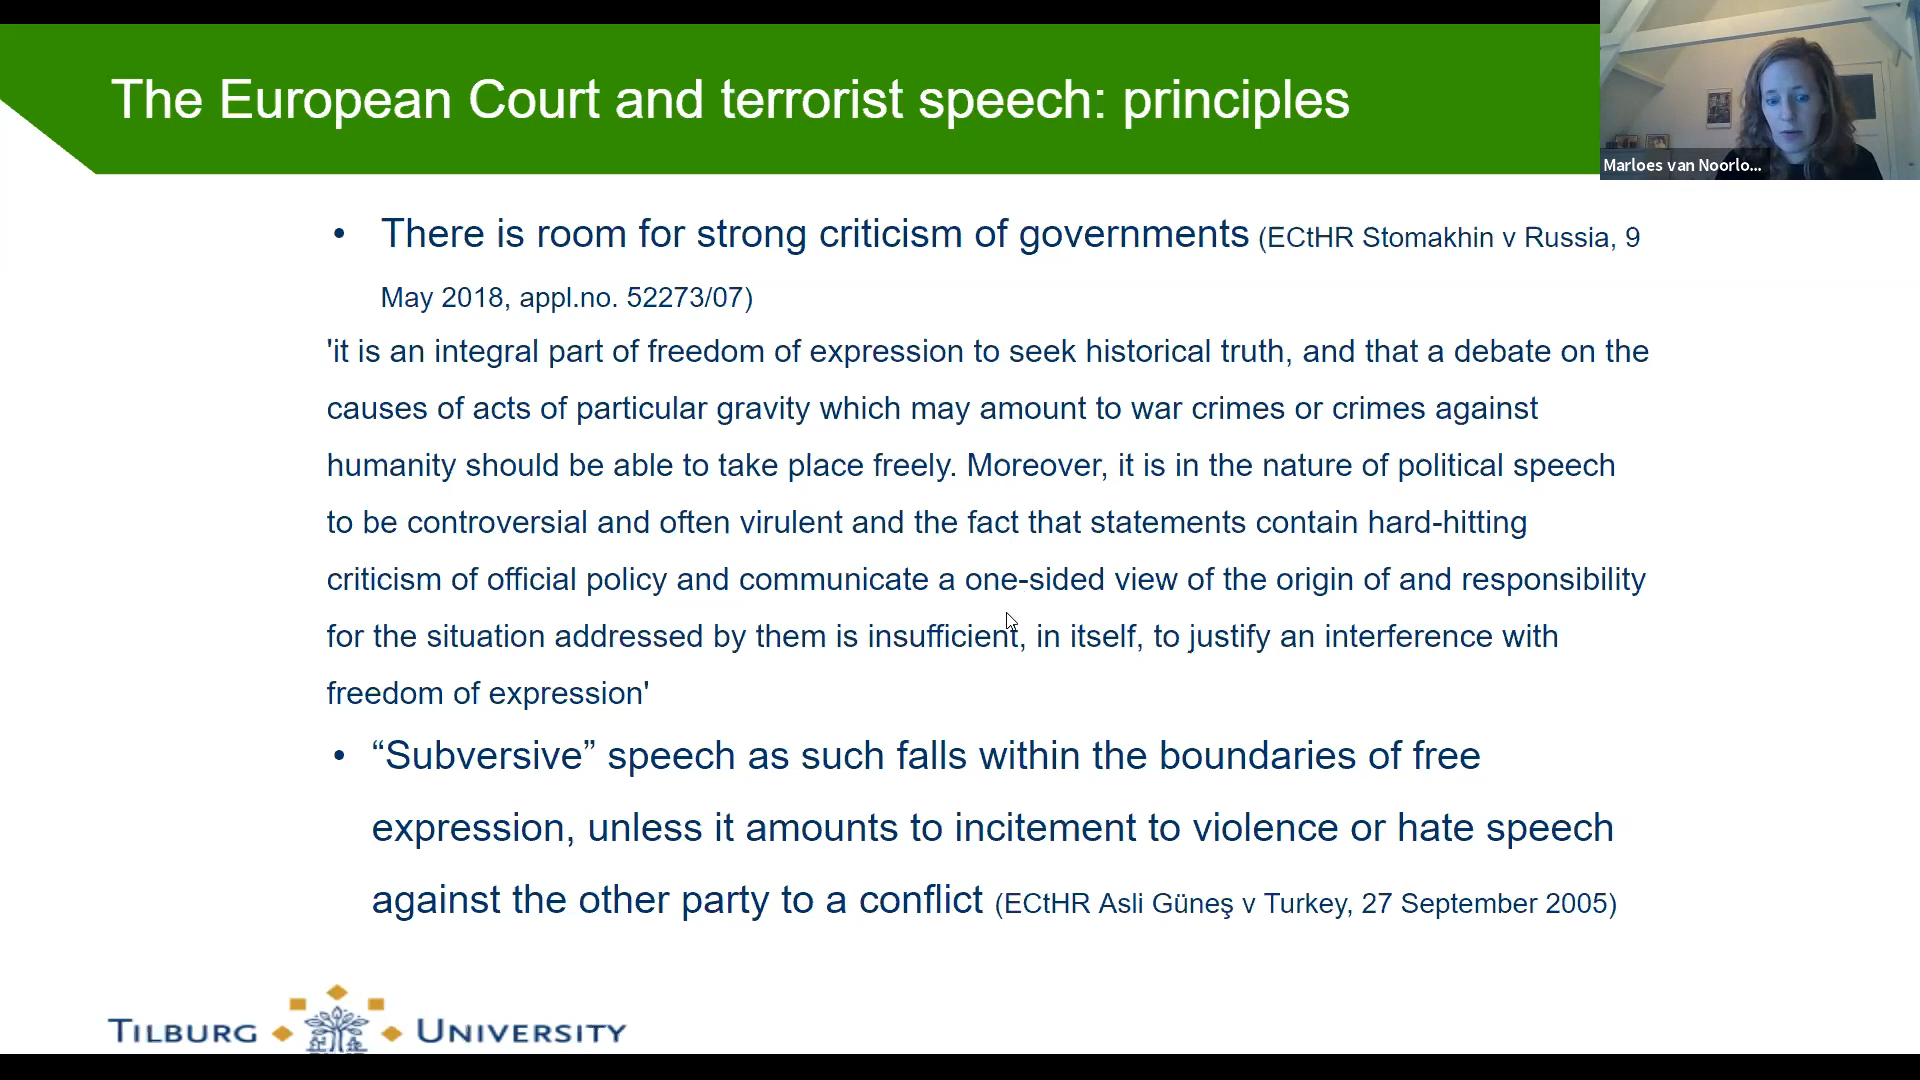 The European Court and terrorist speech: principles
Marloes van Noorlo...
• There is room for strong criticism of governments (ECtHR Stomakhin v Russia, 9
May 2018, appl.no. 52273/07)
'it is an integral part of freedom of expression to seek historical truth, and that a debate on the
causes of acts of particular gravity which may amount to war crimes or crimes against
humanity should be able to take place freely. Moreover, it is in the nature of political speech
to be controversial and often virulent and the fact that statements contain hard-hitting
criticism of official policy and communicate a one-sided view of the origin of and responsibility
for the situation addressed by them is insufficient, in itself, to justify an interference with
freedom of expression'
• “Subversive” speech as such falls within the boundaries of free
expression, unless it amounts to incitement to violence or hate speech
against the other party to a conflict (ECtHR Asli Güneş v Turkey, 27 September 2005)
TILBURG UNIVERSITY